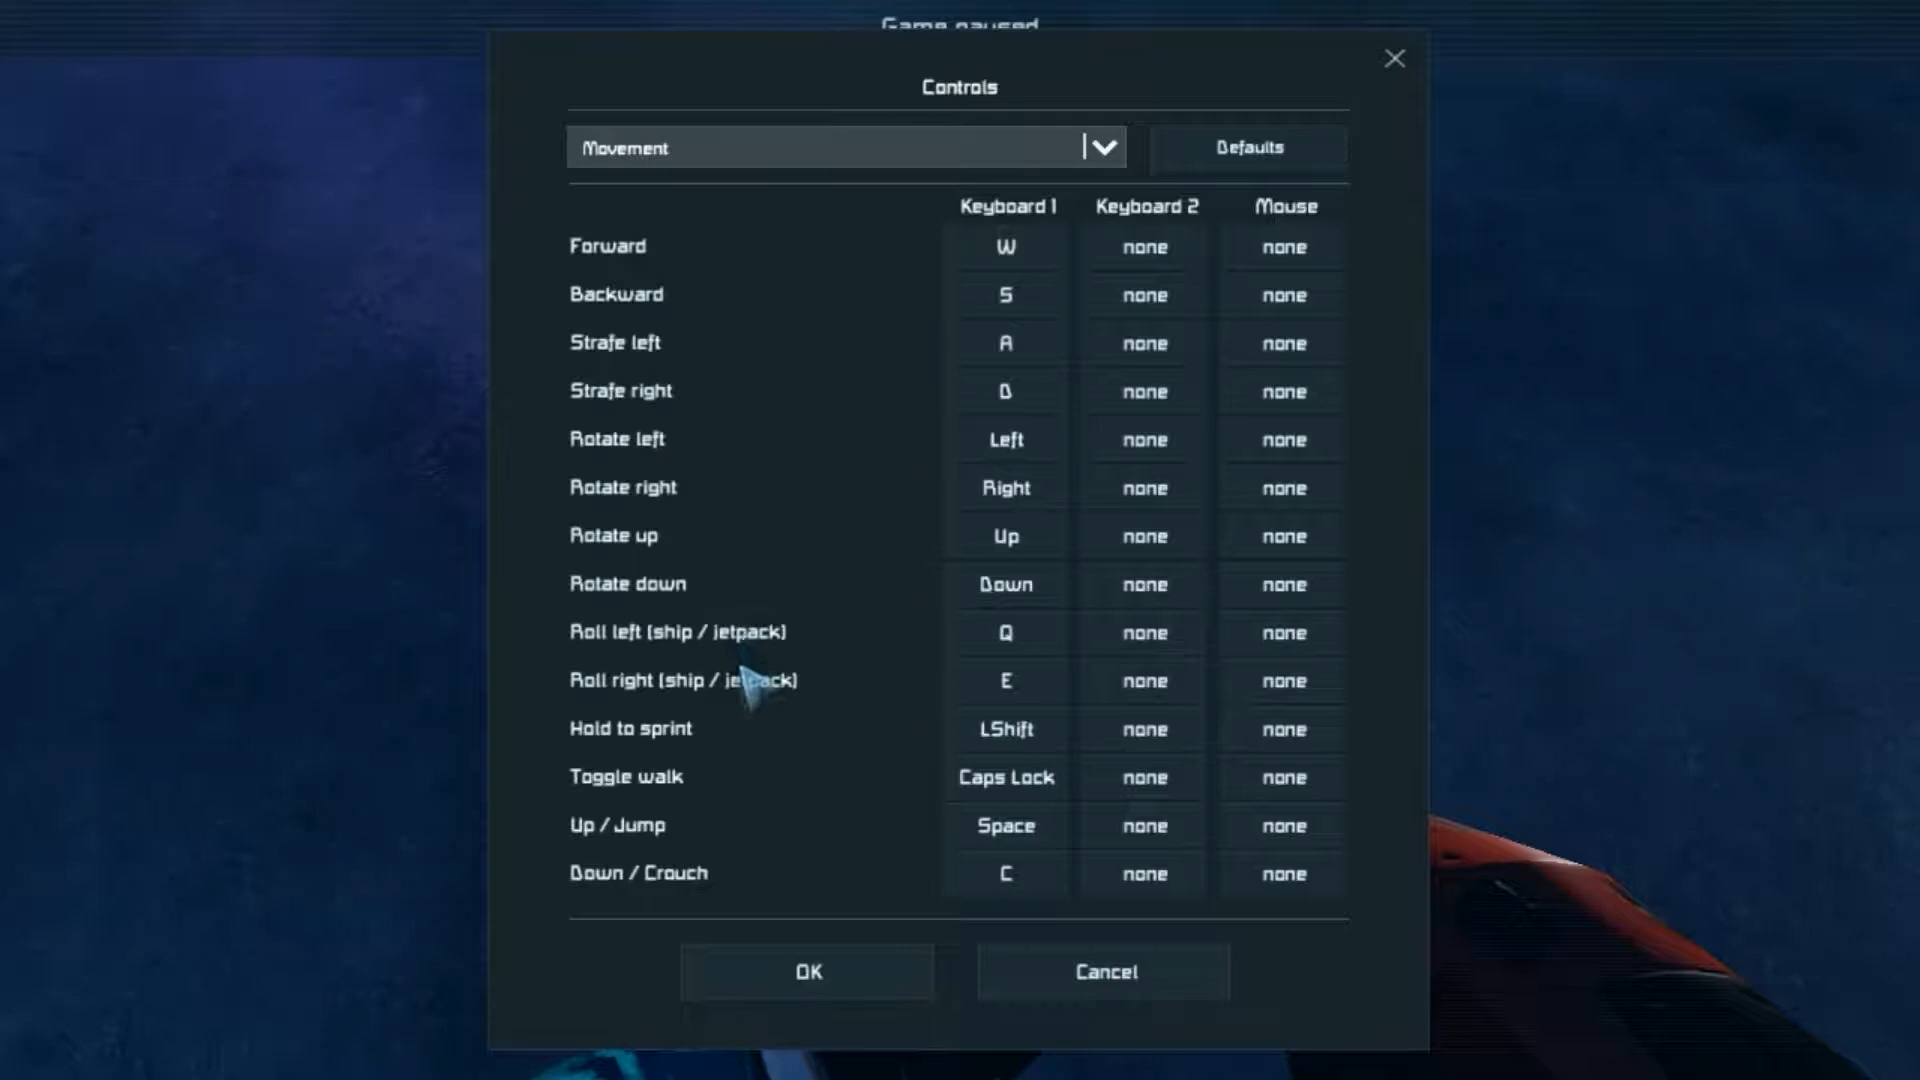 Game paused
Controls
Movement
Defaults
Keyboard 1 Keyboard 2 Mouse
Forward W none none
Backward S none none
Strafe left A none none
Strafe right D none none
Rotate left Left none none
Rotate right Right none none
Rotate up Up none none
Rotate down Down none none
Roll left (ship / jetpack) Q none none
Roll right (ship / jetpack) E none none
Hold to sprint LShift none none
Toggle walk Caps Lock none none
Up / Jump Space none none
Down / Crouch C none none
OK Cancel